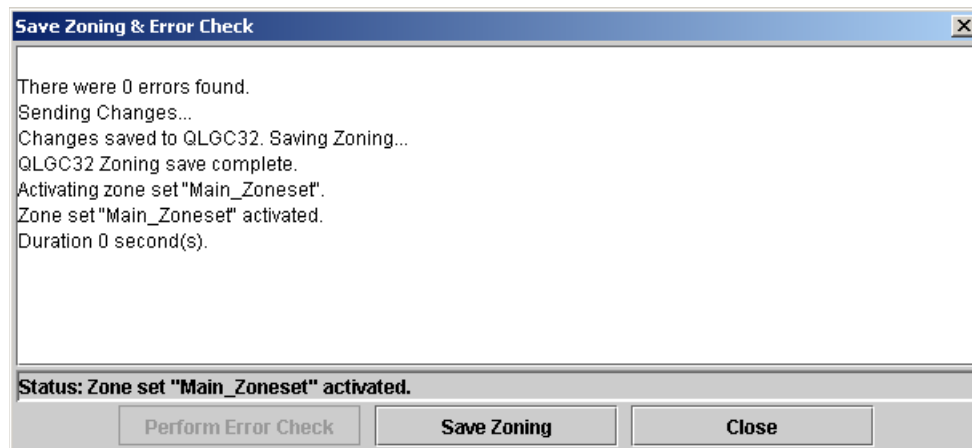 Save Zoning & Error Check
There were 0 errors found.
Sending Changes...
Changes saved to QLGC32. Saving Zoning...
QLGC32 Zoning save complete.
Activating zone set "Main_Zoneset".
Zone set "Main_Zoneset" activated.
Duration 0 second(s).
Status: Zone set "Main_Zoneset" activated.
Perform Error Check Save Zoning Close